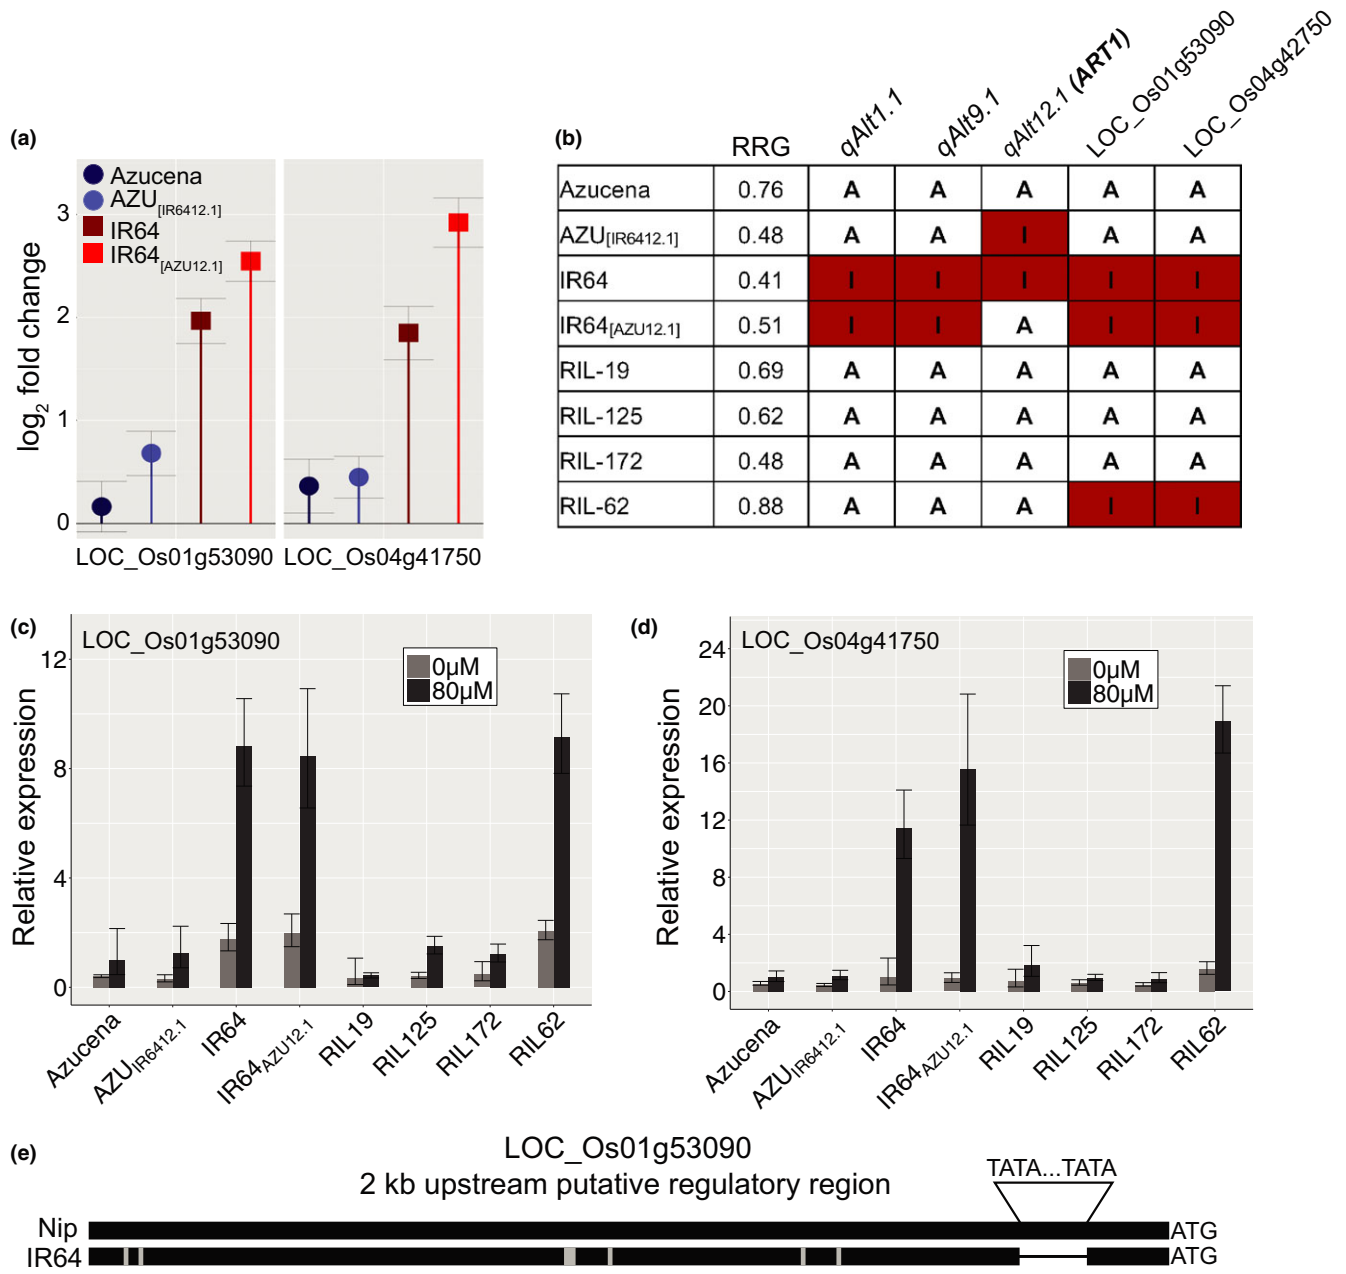 (a)
Azucena
AZU[IR6412.1]
IR64
IR64[AZU12.1]
log2 fold change
3
2
1
0
LOC_Os01g53090 LOC_Os04g41750
(b)
RRG qAlt1.1 qAlt9.1 qAlt12.1 (ART1) LOC_Os01g53090 LOC_Os04g42750
Azucena 0.76 A A A A A
AZU[IR6412.1] 0.48 A A I A A
IR64 0.41 I I I I I
IR64[AZU12.1] 0.51 I I A I I
RIL-19 0.69 A A A A A
RIL-125 0.62 A A A A A
RIL-172 0.48 A A A A A
RIL-62 0.88 A A A I I
(c)
LOC_Os01g53090
0µM
80µM
Relative expression
12
8
4
0
Azucena AZUIR6412.1 IR64 IR64AZU12.1 RIL19 RIL125 RIL172 RIL62
(d)
LOC_Os04g41750
0µM
80µM
Relative expression
24
20
16
12
8
4
0
Azucena AZUIR6412.1 IR64 IR64AZU12.1 RIL19 RIL125 RIL172 RIL62
(e)
LOC_Os01g53090
2 kb upstream putative regulatory region
TATA...TATA
Nip ATG
IR64 ATG